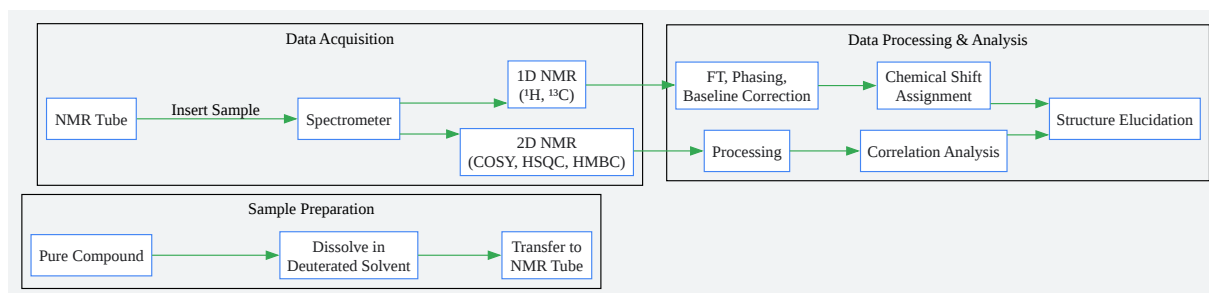 Data Acquisition
NMR Tube
Insert Sample
Spectrometer
1D NMR
(¹H, ¹³C)
2D NMR
(COSY, HSQC, HMBC)
Data Processing & Analysis
FT, Phasing,
Baseline Correction
Chemical Shift
Assignment
Processing
Correlation Analysis
Structure Elucidation
Sample Preparation
Pure Compound
Dissolve in
Deuterated Solvent
Transfer to
NMR Tube